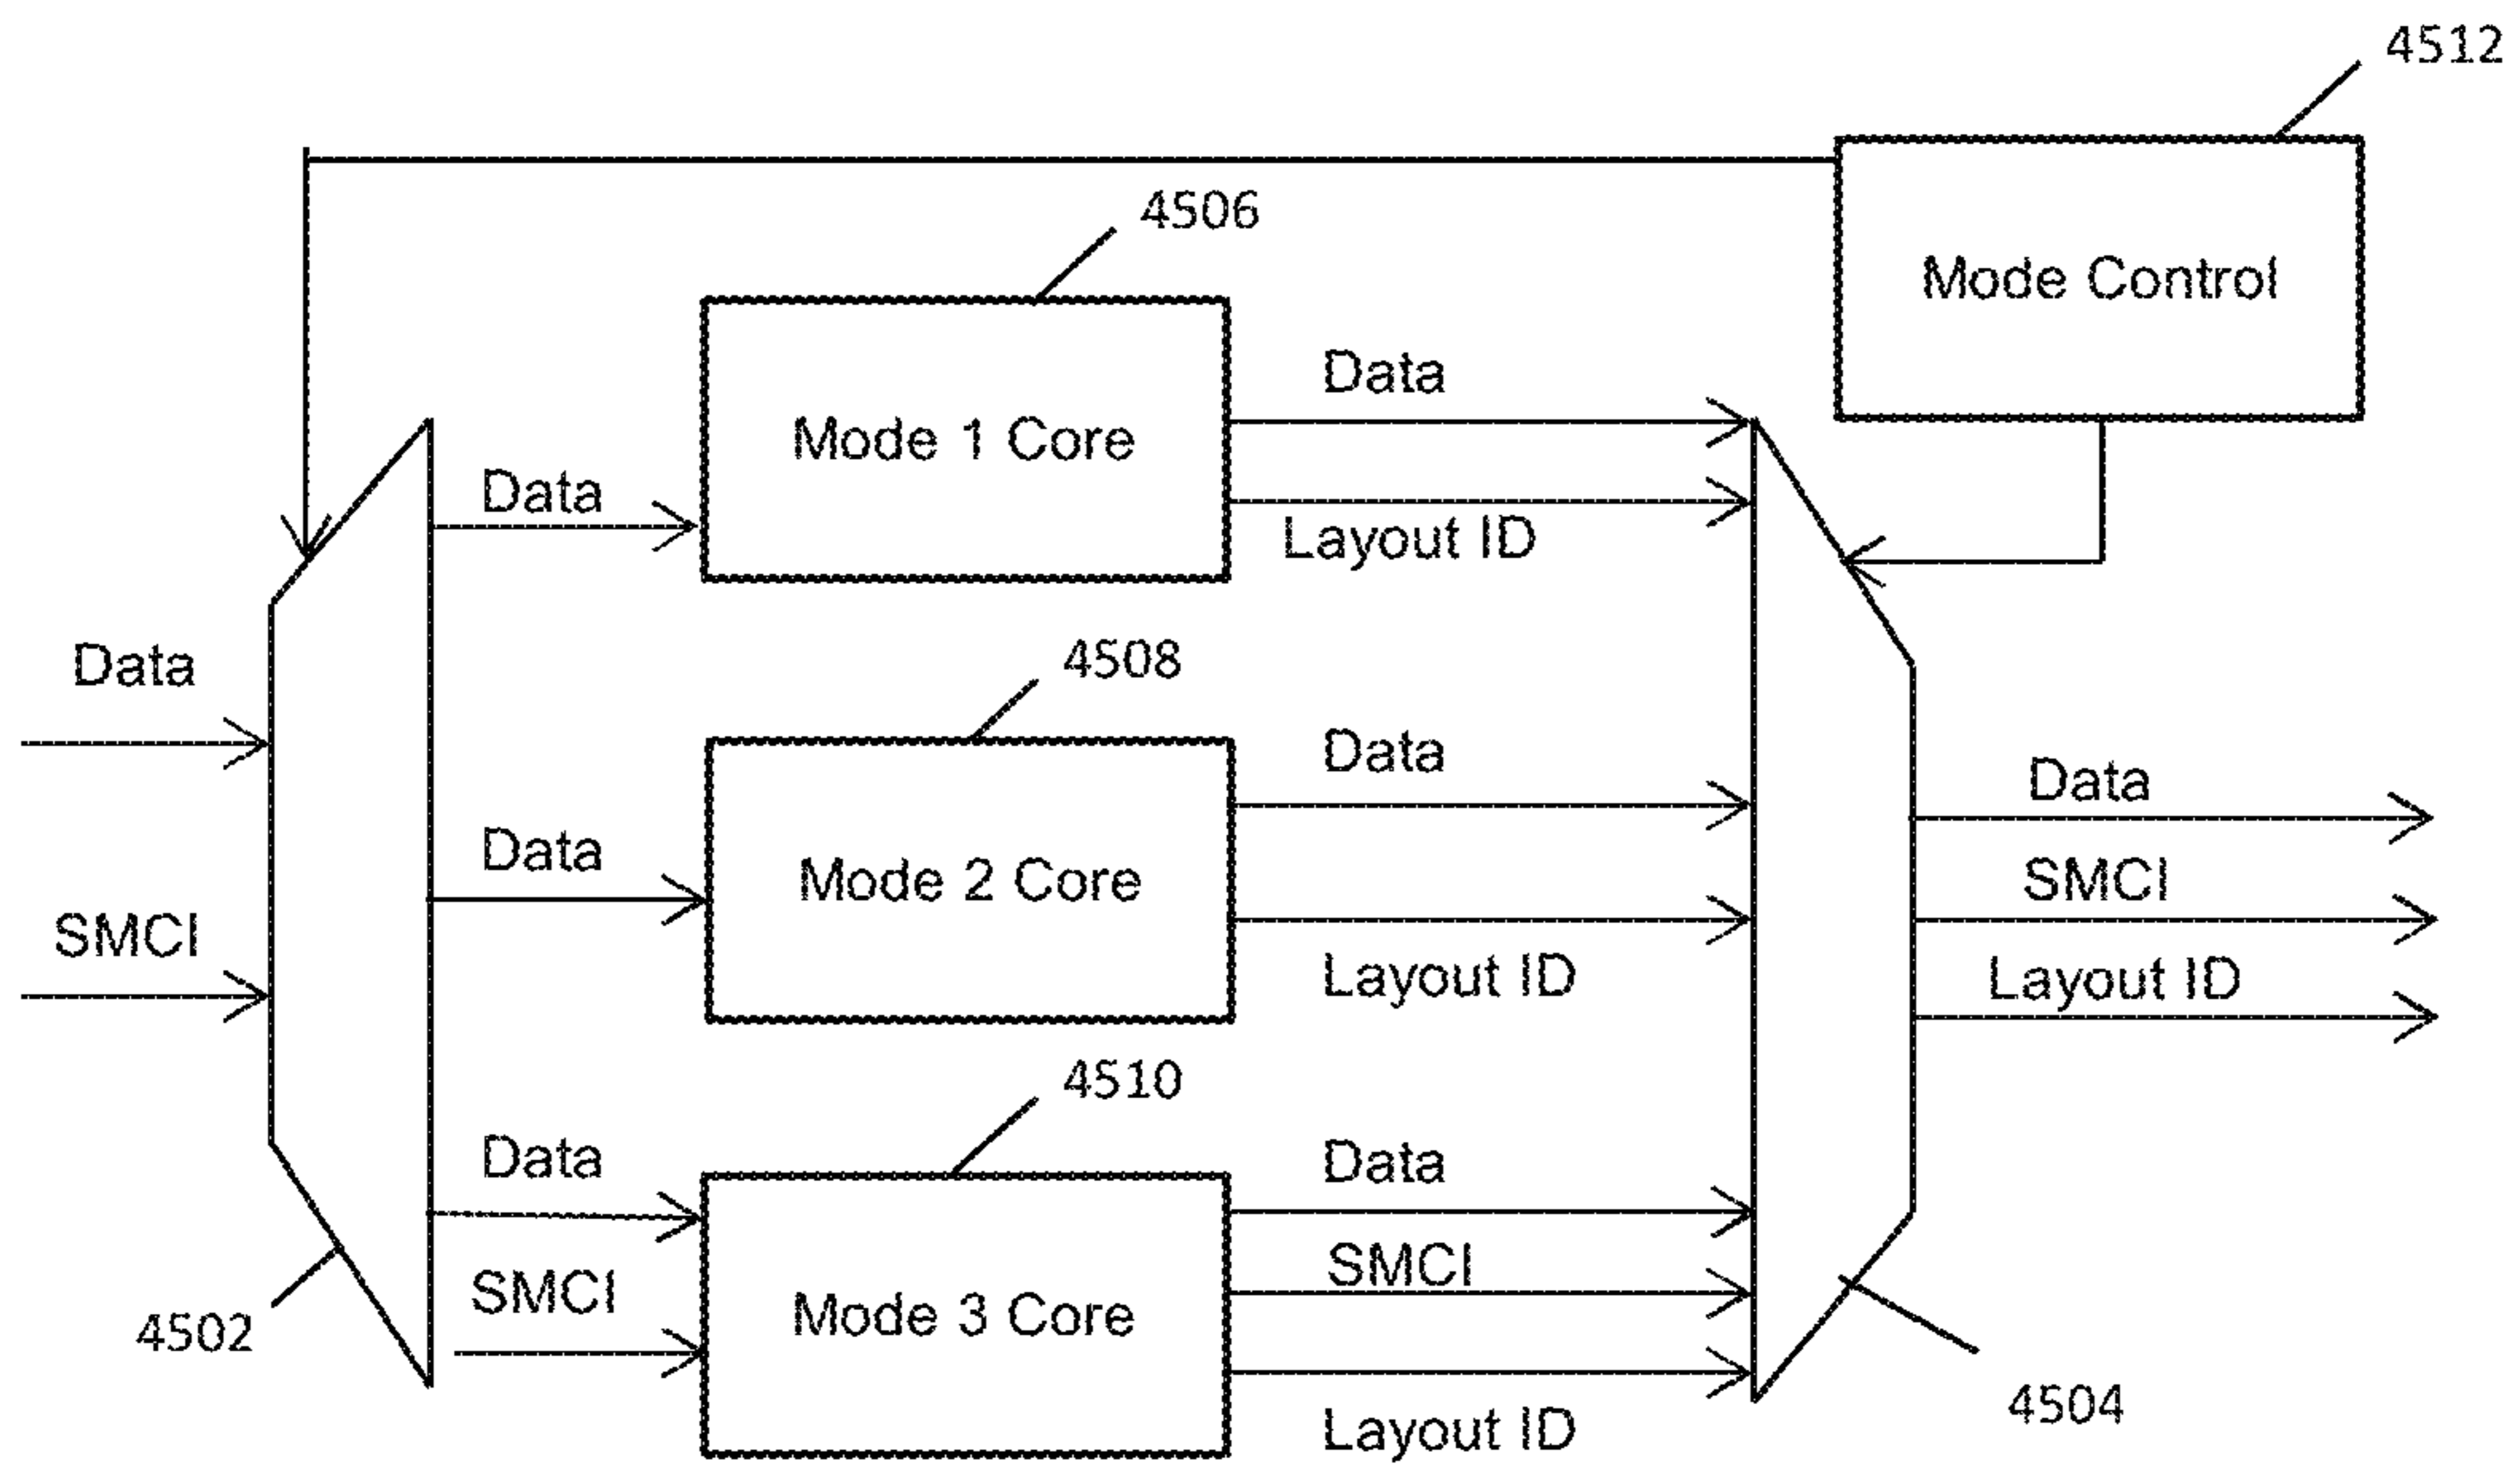 4512
4506
Mode Control
Data
Mode 1 Core
Data
Layout ID
Data
4508
Data
Data
Data
Mode 2 Core
SMCI
SMCI
Layout ID
Layout ID
4510
Data
Data
SMCI
SMCI
Mode 3 Core
4502
4504
Layout ID